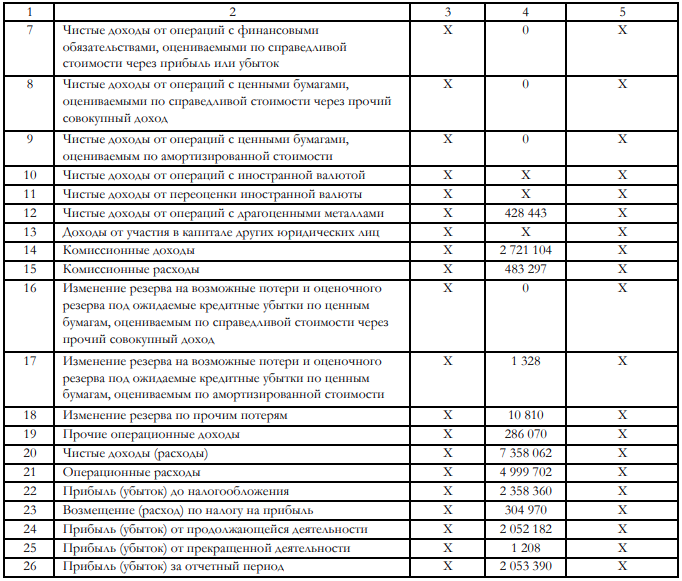 1 2 3 4 5
7 Чистые доходы от операций с финансовыми X 0 X
обязательствами, оцениваемыми по справедливой
стоимости через прибыль или убыток
8 Чистые доходы от операций с ценными бумагами, X 0 X
оцениваемыми по справедливой стоимости через прочий
совокупный доход
9 Чистые доходы от операций с ценными бумагами, X 0 X
оцениваемым по амортизированной стоимости
10 Чистые доходы от операций с иностранной валютой X X X
11 Чистые доходы от переоценки иностранной валюты X X X
12 Чистые доходы от операций с драгоценными металлами X 428 443 X
13 Доходы от участия в капитале других юридических лиц X X X
14 Комиссионные доходы X 2 721 104 X
15 Комиссионные расходы X 483 297 X
16 Изменение резерва на возможные потери и оценочного X 0 X
резерва под ожидаемые кредитные убытки по ценным
бумагам, оцениваемым по справедливой стоимости через
прочий совокупный доход
17 Изменение резерва на возможные потери и оценочного X 1 328 X
резерва под ожидаемые кредитные убытки по ценным
бумагам, оцениваемым по амортизированной стоимости
18 Изменение резерва по прочим потерям X 10 810 X
19 Прочие операционные доходы X 286 070 X
20 Чистые доходы (расходы) X 7 358 062 X
21 Операционные расходы X 4 999 702 X
22 Прибыль (убыток) до налогообложения X 2 358 360 X
23 Возмещение (расход) по налогу на прибыль X 304 970 X
24 Прибыль (убыток) от продолжающейся деятельности X 2 052 182 X
25 Прибыль (убыток) от прекращенной деятельности X 1 208 X
26 Прибыль (убыток) за отчетный период X 2 053 390 X